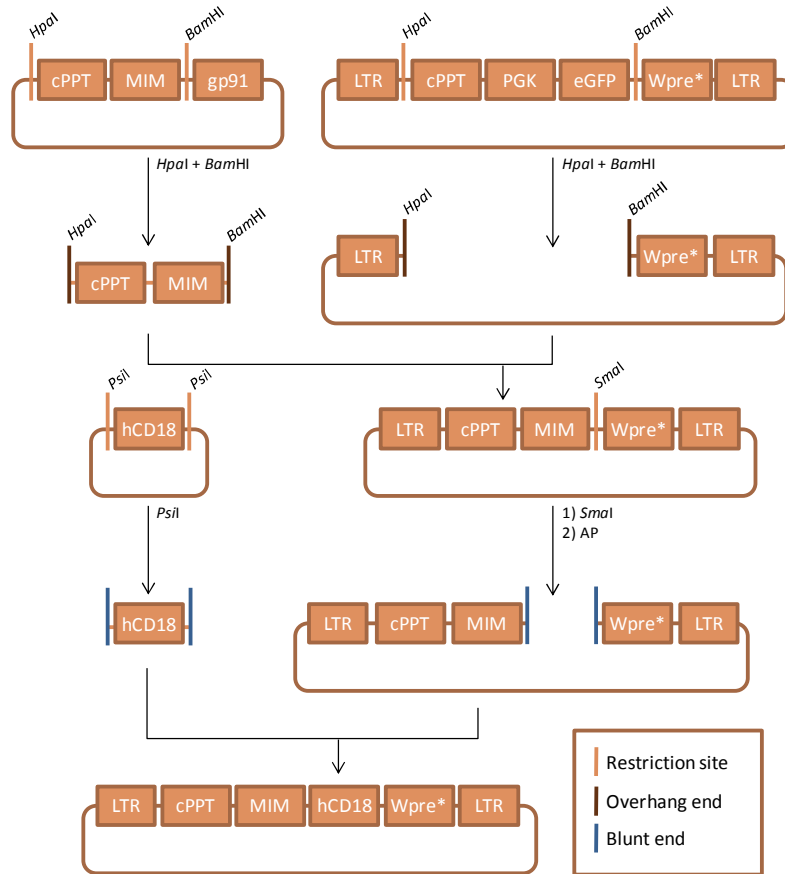 HpaI
BamHI
cPPT
MIM
gp91
HpaI
BamHI
LTR
cPPT
PGK
eGFP
Wpre*
LTR
HpaI + BamHI
HpaI + BamHI
HpaI
BamHI
cPPT
MIM
HpaI
BamHI
LTR
Wpre*
LTR
PsiI
PsiI
hCD18
SmaI
LTR
cPPT
MIM
Wpre*
LTR
PsiI
1) SmaI
2) AP
hCD18
LTR
cPPT
MIM
Wpre*
LTR
LTR
cPPT
MIM
hCD18
Wpre*
LTR
Restriction site
Overhang end
Blunt end